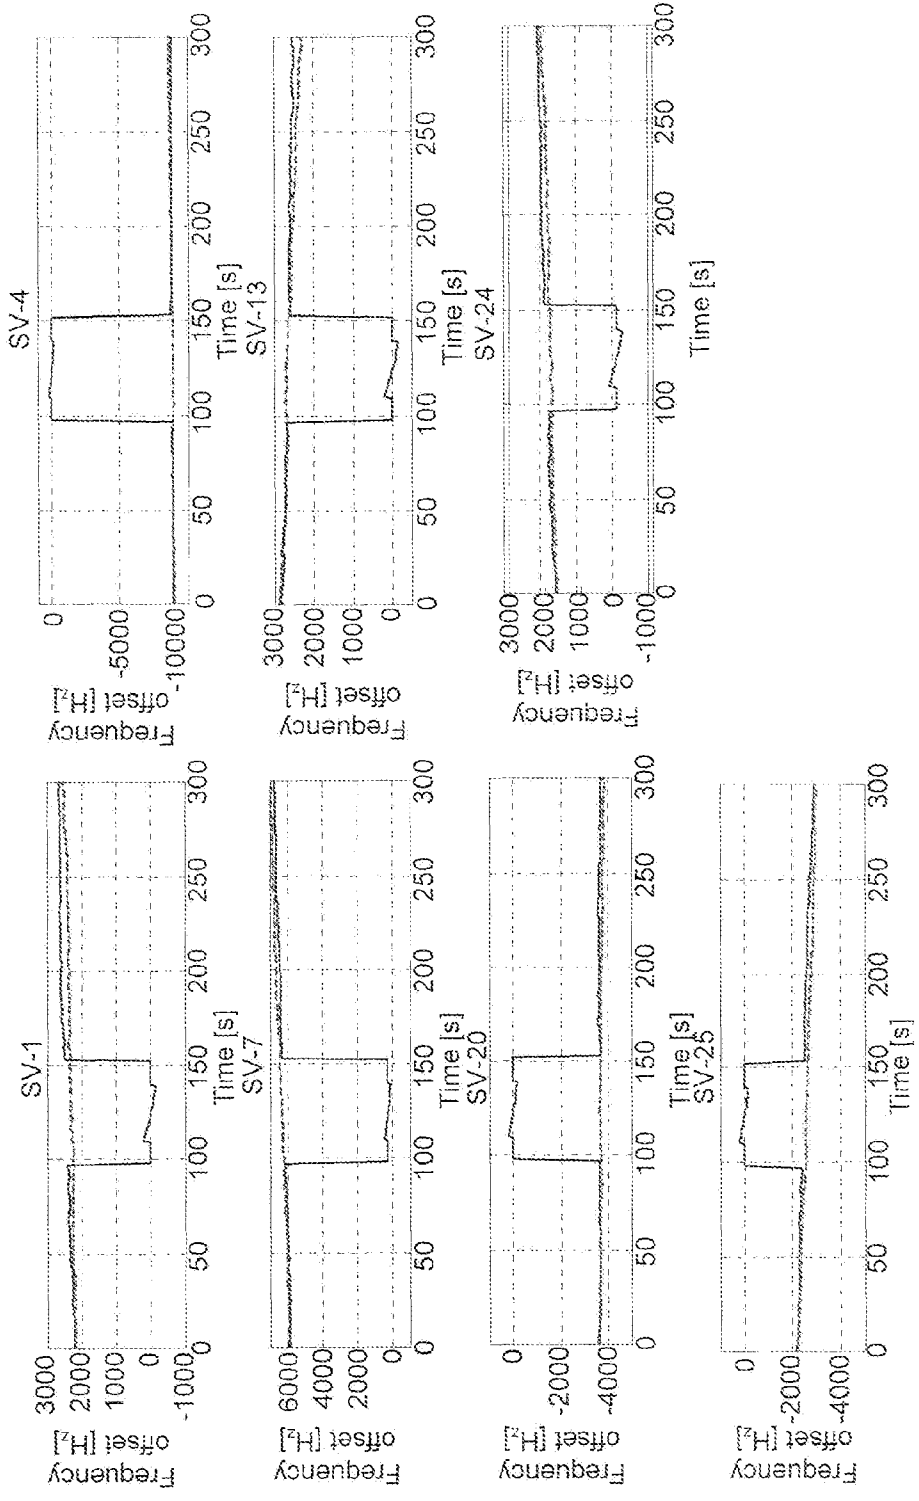 SV-1
Frequency
offset [Hz]
3000
2000
1000
0
-1000
0
50
100
150
200
250
300
Time [s]
SV-7
Frequency
offset [Hz]
6000
4000
2000
0
0
50
100
150
200
250
300
Time [s]
SV-20
Frequency
offset [Hz]
0
-2000
-4000
0
50
100
150
200
250
300
Time [s]
SV-25
Frequency
offset [Hz]
0
-2000
-4000
0
50
100
150
200
250
300
Time [s]
SV-4
Frequency
offset [Hz]
0
-5000
-10000
0
50
100
150
200
250
300
Time [s]
SV-13
Frequency
offset [Hz]
3000
2000
1000
0
0
50
100
150
200
250
300
Time [s]
SV-24
Frequency
offset [Hz]
3000
2000
1000
0
-1000
0
50
100
150
200
250
300
Time [s]